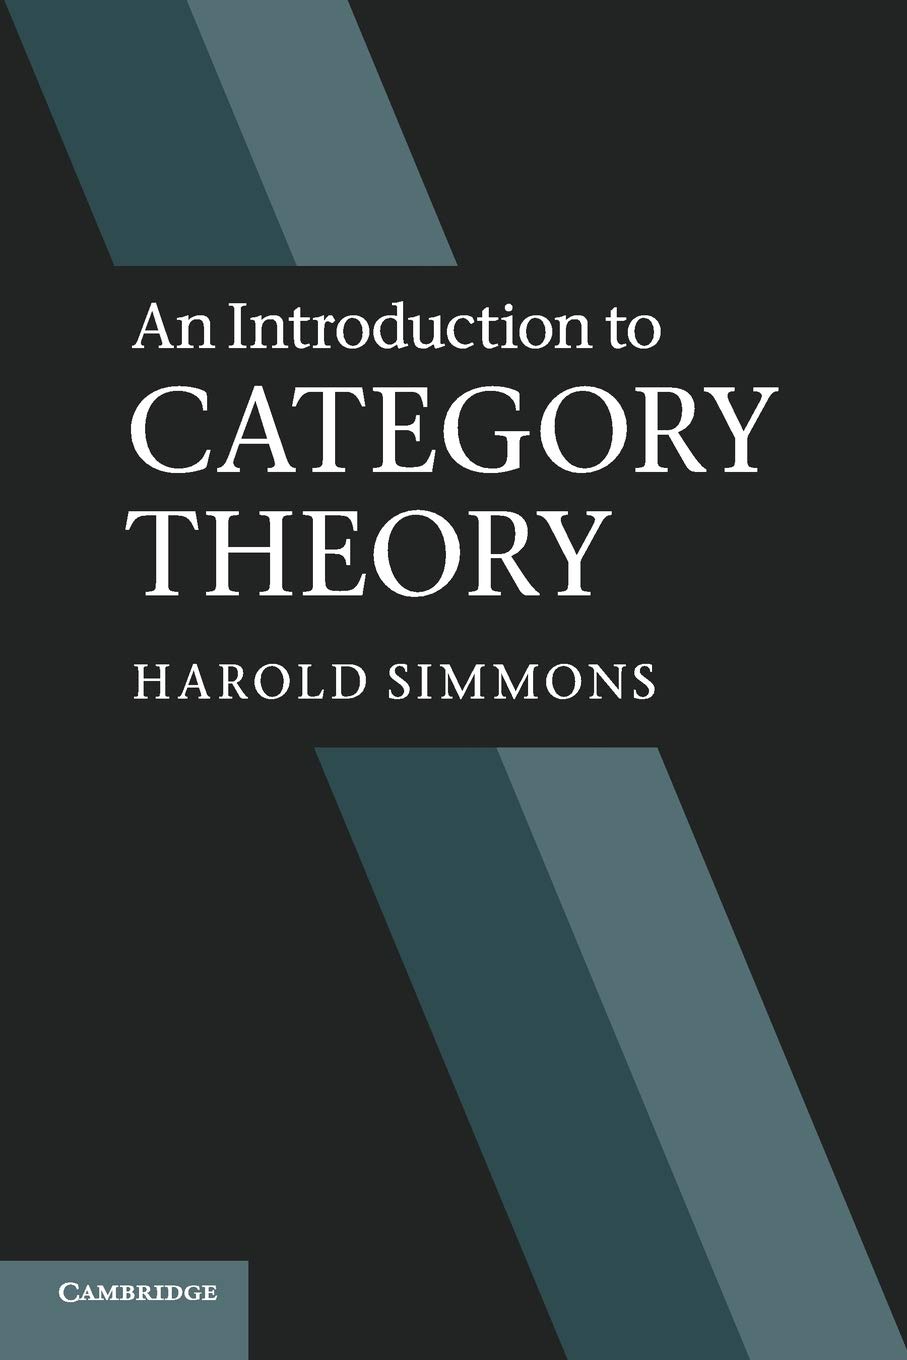 An Introduction to
CATEGORY
THEORY
HAROLD SIMMONS
CAMBRIDGE